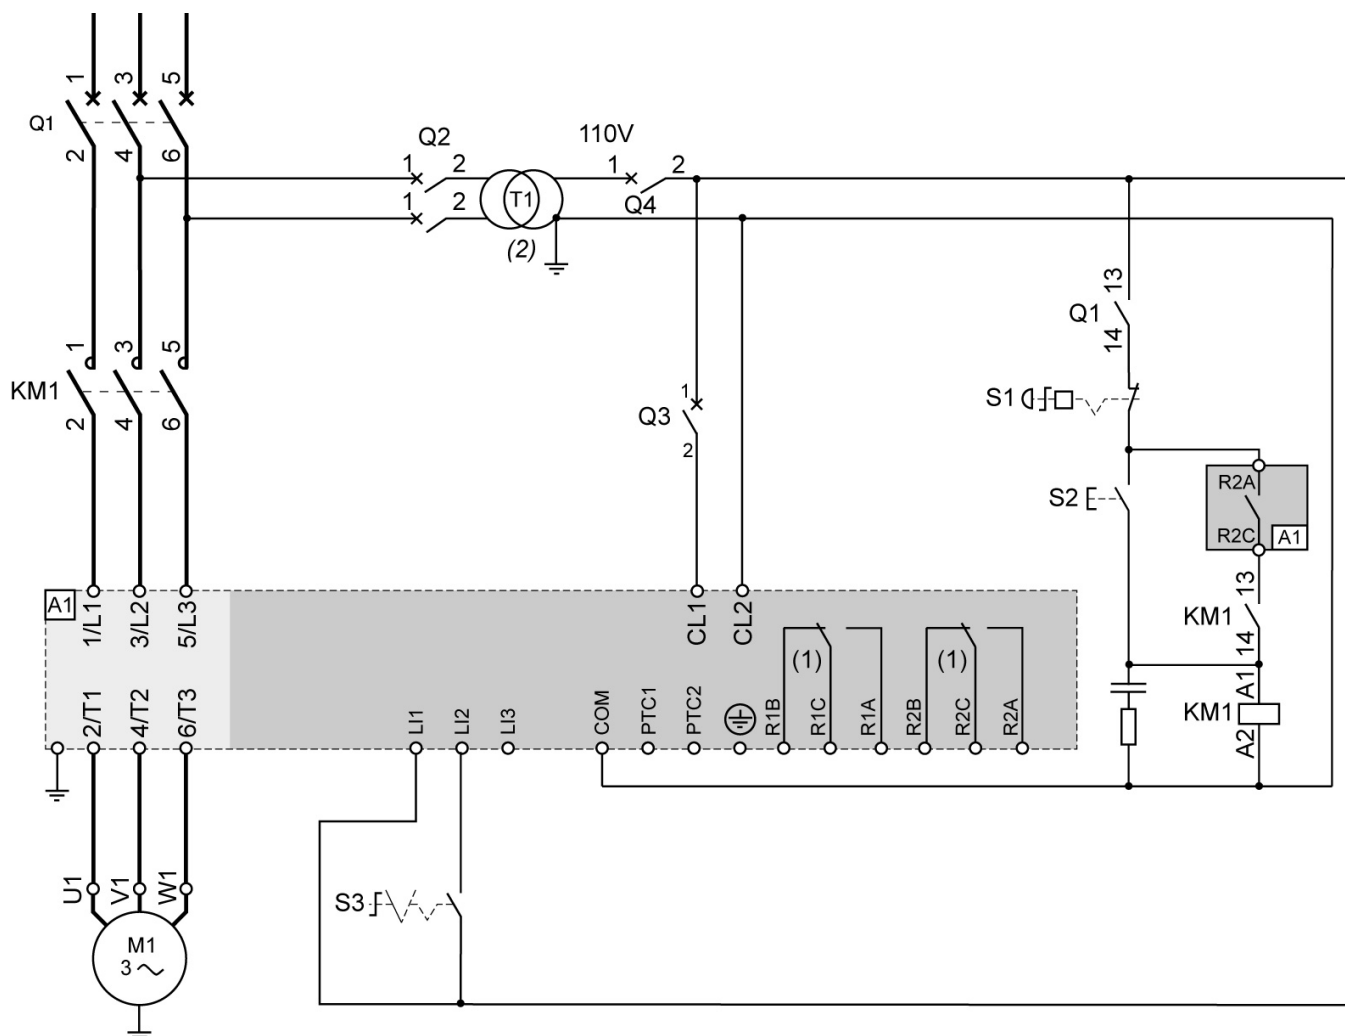 1 3 5
Q1
2 4 6
Q2
110V
1 2
1 2
T1
1 2
Q4
1 2
(2)
13
Q1
14
1 3 5
KM1
2 4 6
1
Q3
2
S1
S2
R2A
R2C
A1
13
KM1
14
A1
KM1
A2
A1
1/L1 3/L2 5/L3
CL1 CL2
(1) (1)
2/T1 4/T2 6/T3
LI1 LI2 LI3
COM PTC1 PTC2
R1B R1C R1A R2B R2C R2A
S3
U1 V1 W1
M1
3